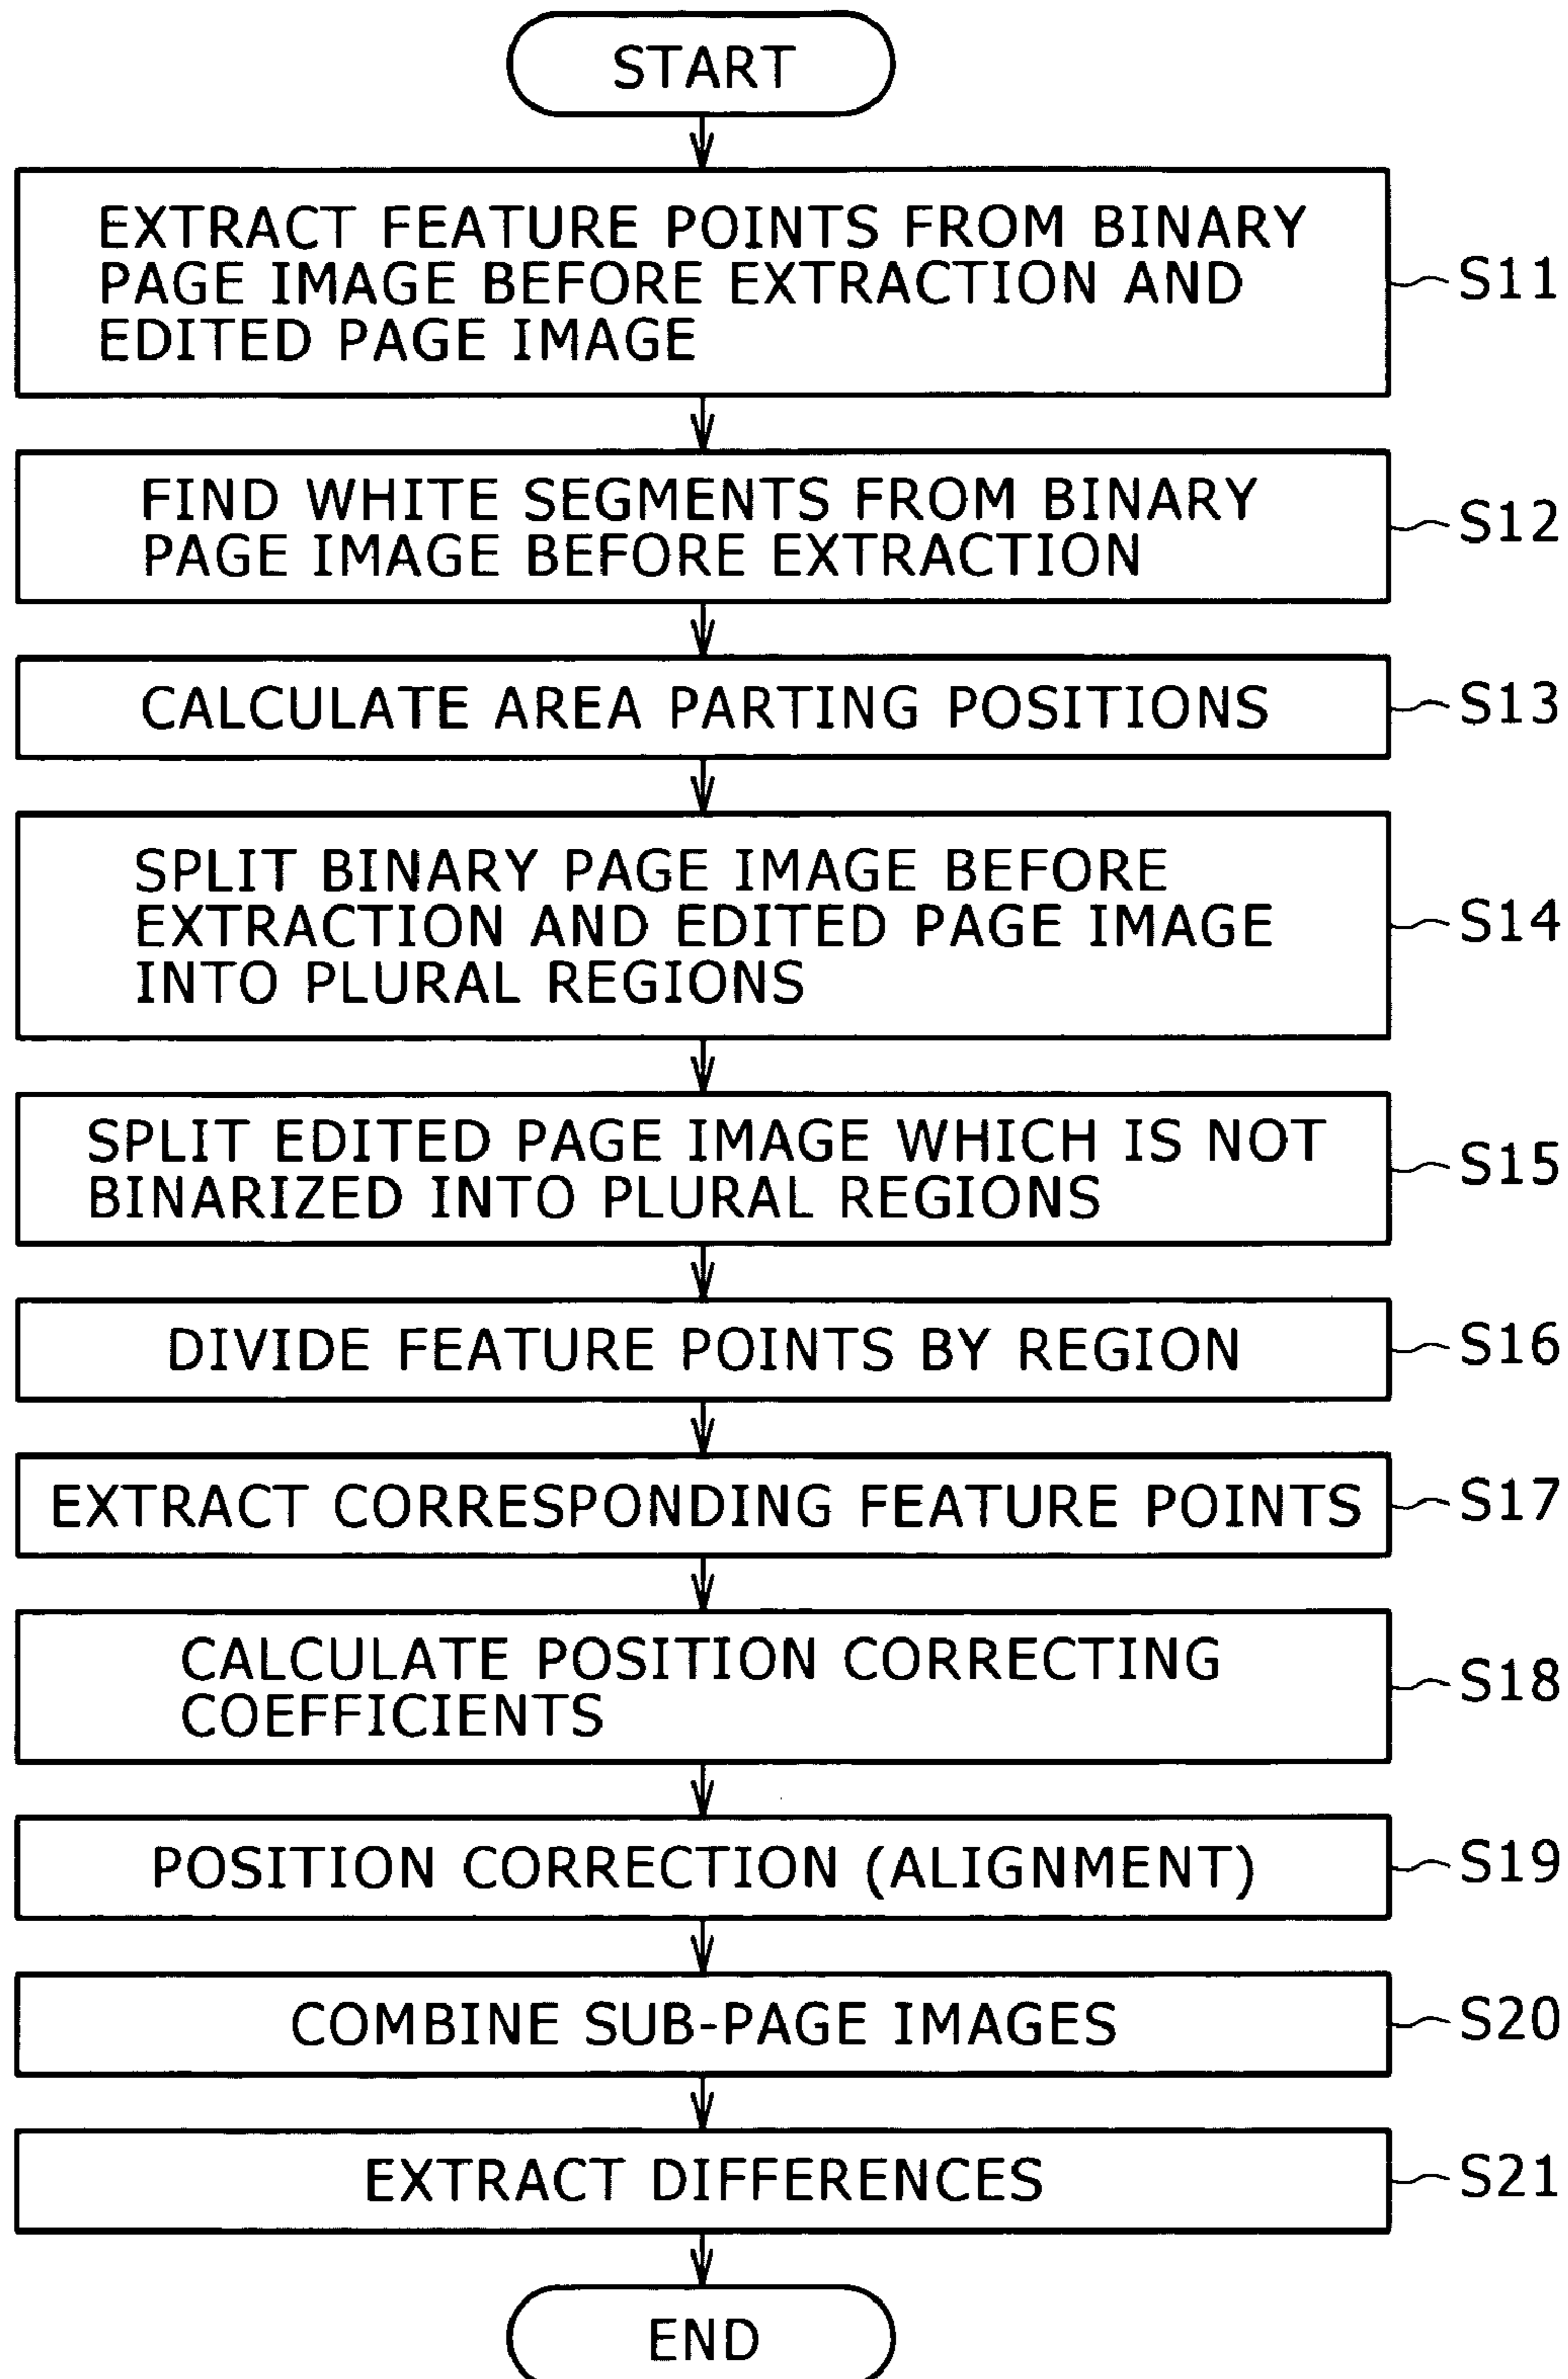 START
EXTRACT FEATURE POINTS FROM BINARY
PAGE IMAGE BEFORE EXTRACTION AND
EDITED PAGE IMAGE
S11
FIND WHITE SEGMENTS FROM BINARY
PAGE IMAGE BEFORE EXTRACTION
S12
CALCULATE AREA PARTING POSITIONS
S13
SPLIT BINARY PAGE IMAGE BEFORE
EXTRACTION AND EDITED PAGE IMAGE
INTO PLURAL REGIONS
S14
SPLIT EDITED PAGE IMAGE WHICH IS NOT
BINARIZED INTO PLURAL REGIONS
S15
DIVIDE FEATURE POINTS BY REGION
S16
EXTRACT CORRESPONDING FEATURE POINTS
S17
CALCULATE POSITION CORRECTING
COEFFICIENTS
S18
POSITION CORRECTION (ALIGNMENT)
S19
COMBINE SUB-PAGE IMAGES
S20
EXTRACT DIFFERENCES
S21
END